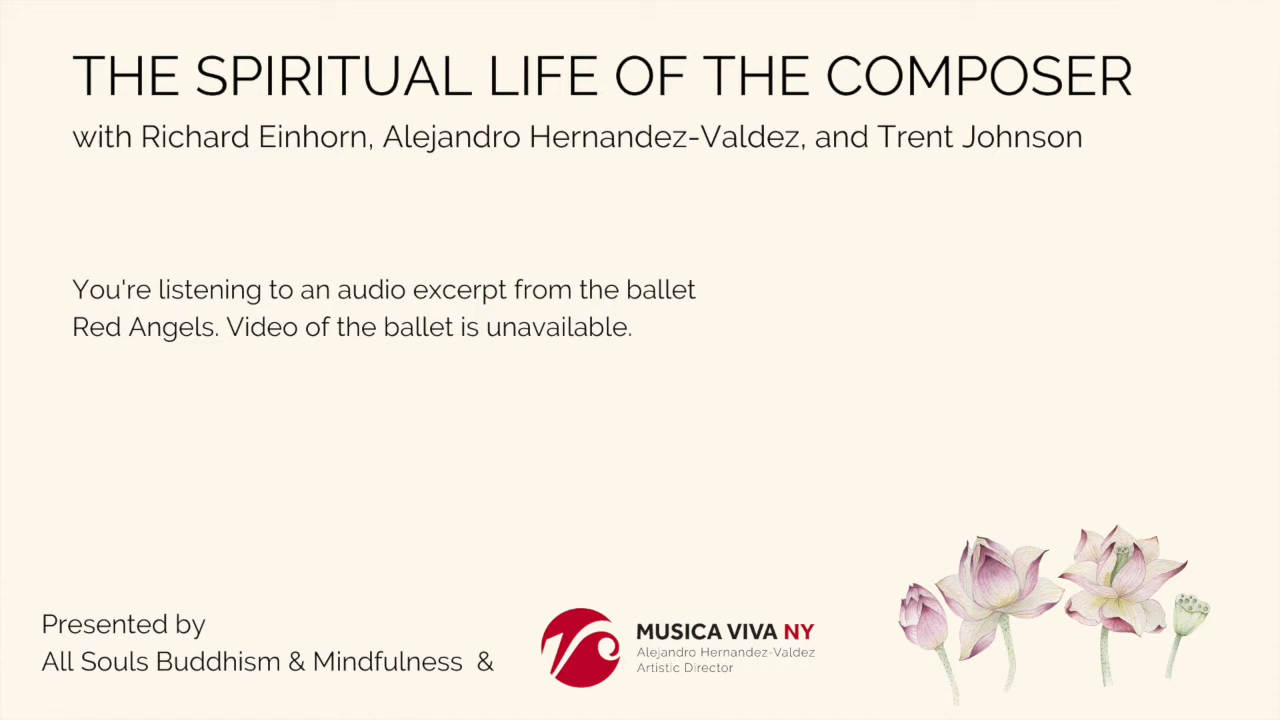 THE SPIRITUAL LIFE OF THE COMPOSER
with Richard Einhorn, Alejandro Hernandez-Valdez, and Trent Johnson
You're listening to an audio excerpt from the ballet
Red Angels. Video of the ballet is unavailable.
Presented by
All Souls Buddhism & Mindfulness &
MUSICA VIVA NY
Alejandro Hernandez-Valdez
Artistic Director